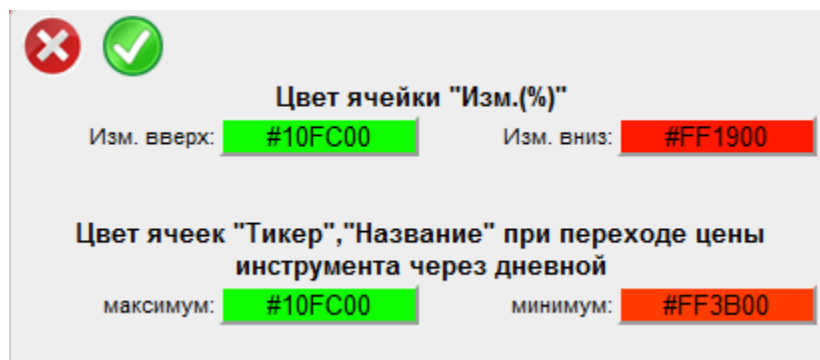 Цвет ячейки "Изм.(%)"
Изм. вверх: #10FC00 Изм. вниз: #FF1900
Цвет ячеек "Тикер","Название" при переходе цены
инструмента через дневной
максимум: #10FC00 минимум: #FF3B00